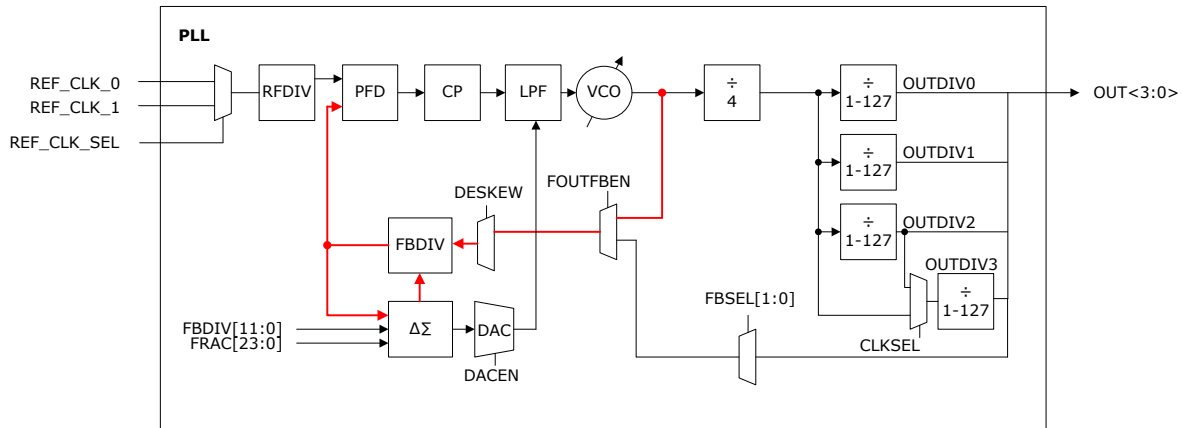 PLL
REF_CLK_0
REF_CLK_1
REF_CLK_SEL
RFDIV
PFD
CP
LPF
VCO
÷
4
÷
1-127
OUTDIV0
OUT<3:0>
÷
1-127
OUTDIV1
÷
1-127
OUTDIV2
OUTDIV3
÷
1-127
CLKSEL
FOUTFBEN
DESKEW
FBDIV
FBSEL[1:0]
FBDIV[11:0]
FRAC[23:0]
ΔΣ
DAC
DACEN